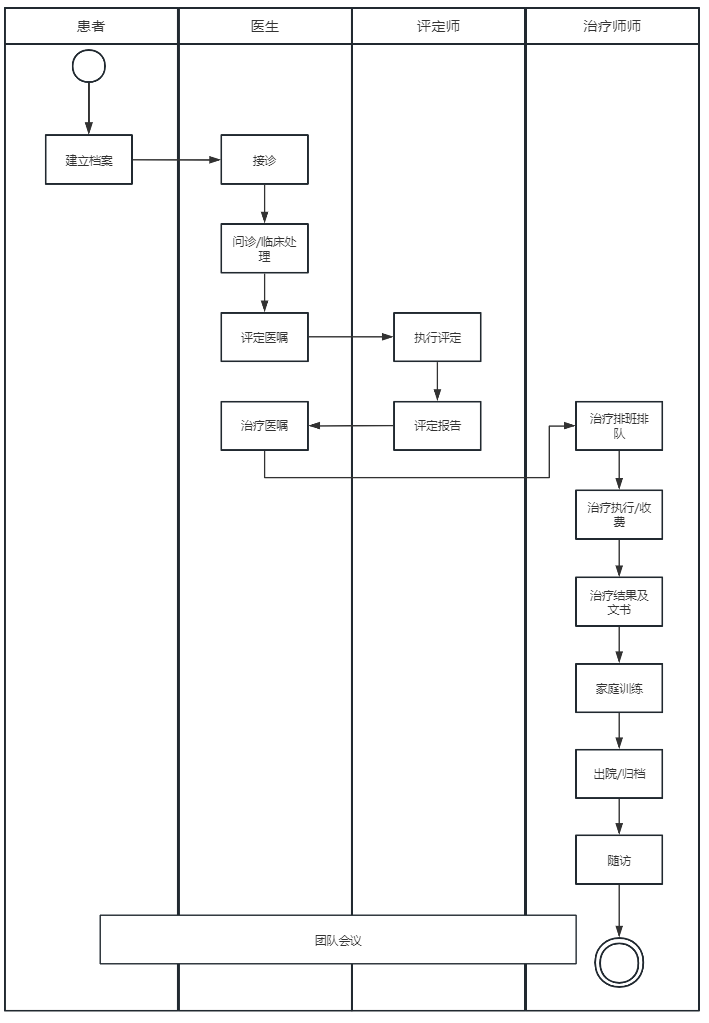 患者
医生
评定师
治疗师师
建立档案
接诊
问诊/临床处
理
评定医嘱
执行评定
治疗医嘱
评定报告
治疗排班排
队
治疗执行/收
费
治疗结果及
文书
家庭训练
出院/归档
随访
团队会议